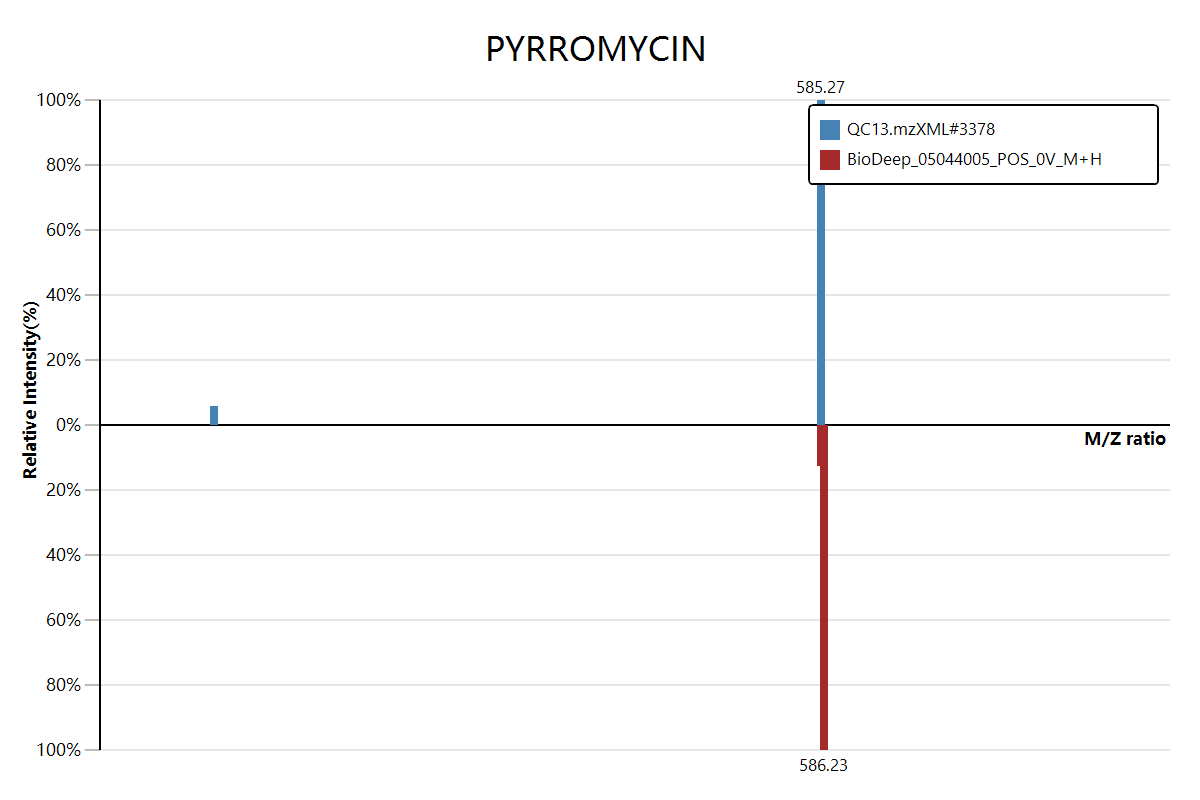 PYRROMYCIN
585.27
QC13.mzXML#3378
BioDeep_05044005_POS_0V_M+H
100%
80%
60%
40%
20%
0%
20%
40%
60%
80%
100%
Relative Intensity(%)
M/Z ratio
586.23